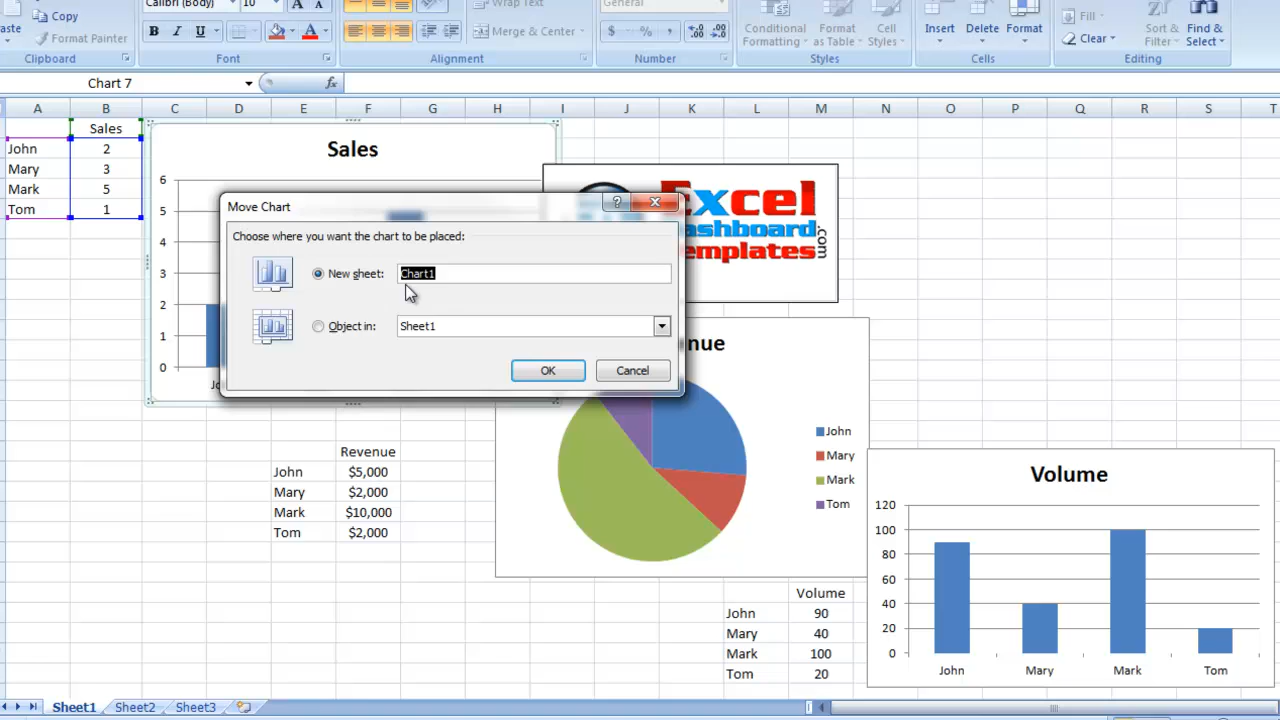 Calibri (Body) 10 A A
Wrap Text
General
Copy
Paste
Format Painter
B I U
Merge & Center
$ % ,
Conditional Formatting
Format as Table
Cell Styles
Insert Delete Format
Fill
Clear
Sort & Filter
Find & Select
Clipboard Font Alignment Number Styles Cells Editing
Chart 7 fx
A B C D E F G H I J K L M N O P Q R S T
Sales
John 2
Mary 3
Mark 5
Tom 1
Sales
6
5
4
3
2
1
0
Excel
Dashboard
Templates
.com
Move Chart
Choose where you want the chart to be placed:
New sheet: Chart1
Object in: Sheet1
OK Cancel
Revenue
John $5,000
Mary $2,000
Mark $10,000
Tom $2,000
nue
John
Mary
Mark
Tom
Volume
120
100
80
60
40
20
0
John Mary Mark Tom
Volume
John 90
Mary 40
Mark 100
Tom 20
Sheet1 Sheet2 Sheet3